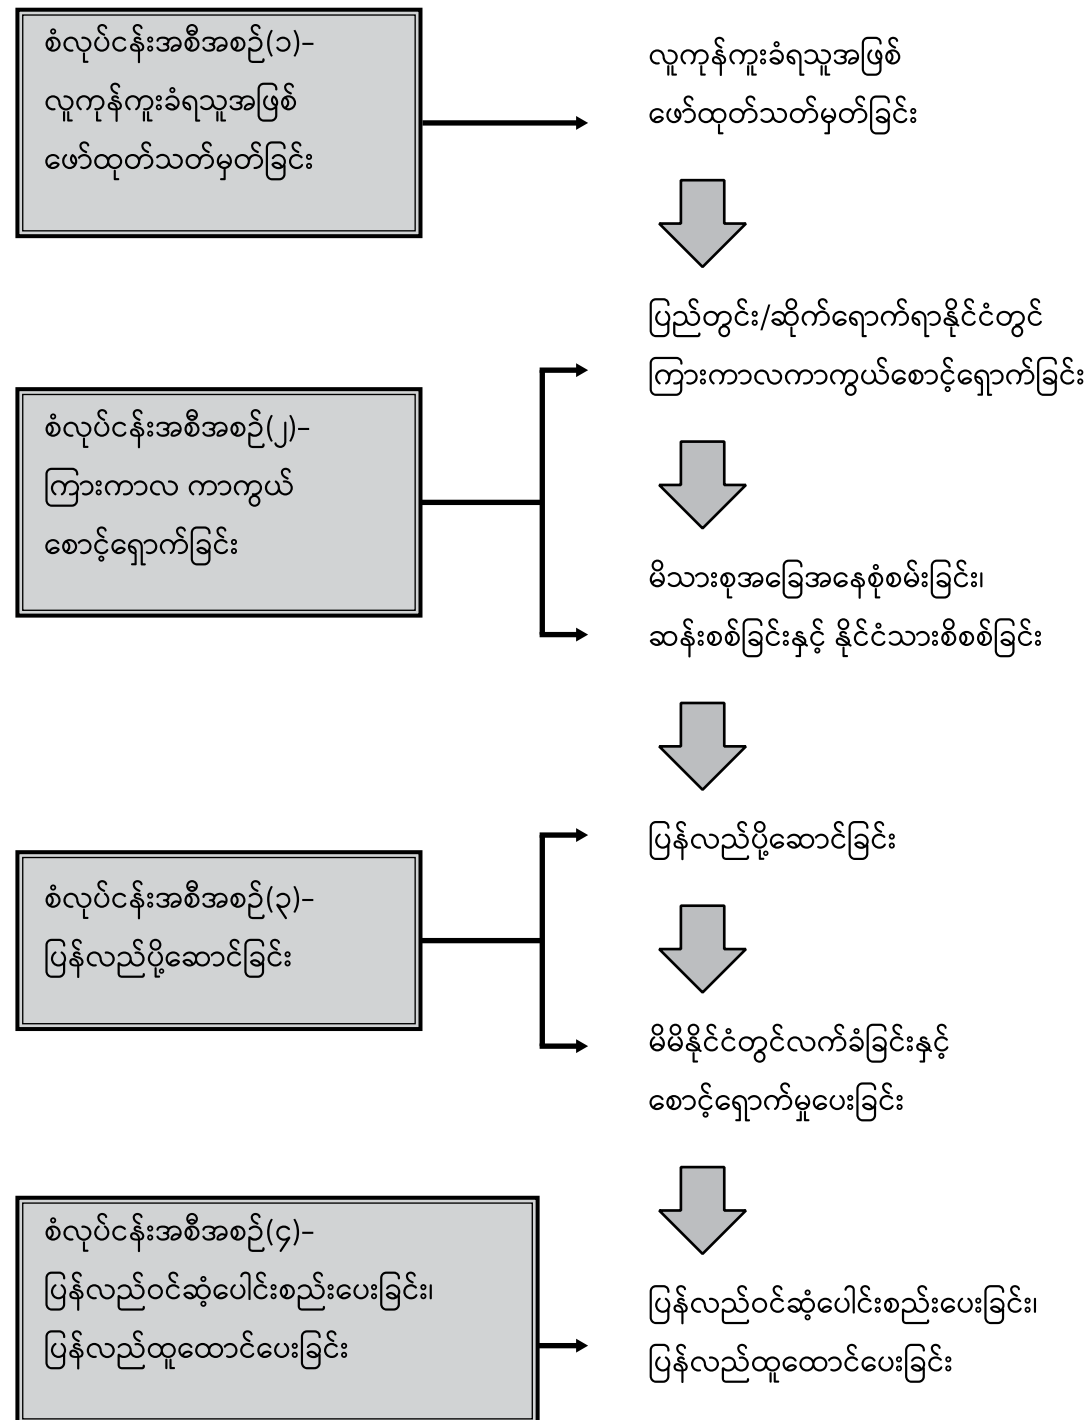 စံလုပ်ငန်းအစီအစဉ်(၁)–
လူကုန်ကူးခံရသူအဖြစ်
ဖော်ထုတ်သတ်မှတ်ခြင်း
လူကုန်ကူးခံရသူအဖြစ်
ဖော်ထုတ်သတ်မှတ်ခြင်း
ပြည်တွင်း/ဆိုက်ရောက်ရာနိုင်ငံတွင်
ကြားကာလကာကွယ်စောင့်ရှောက်ခြင်း
စံလုပ်ငန်းအစီအစဉ်(၂)–
ကြားကာလ ကာကွယ်
စောင့်ရှောက်ခြင်း
မိသားစုအခြေအနေစုံစမ်းခြင်း၊
ဆန်းစစ်ခြင်းနှင့် နိုင်ငံသားစိစစ်ခြင်း
ပြန်လည်ပို့ဆောင်ခြင်း
စံလုပ်ငန်းအစီအစဉ်(၃)–
ပြန်လည်ပို့ဆောင်ခြင်း
မိမိနိုင်ငံတွင်လက်ခံခြင်းနှင့်
စောင့်ရှောက်မှုပေးခြင်း
စံလုပ်ငန်းအစီအစဉ်(၄)–
ပြန်လည်ဝင်ဆံ့ပေါင်းစည်းပေးခြင်း၊
ပြန်လည်ထူထောင်ပေးခြင်း
ပြန်လည်ဝင်ဆံ့ပေါင်းစည်းပေးခြင်း၊
ပြန်လည်ထူထောင်ပေးခြင်း